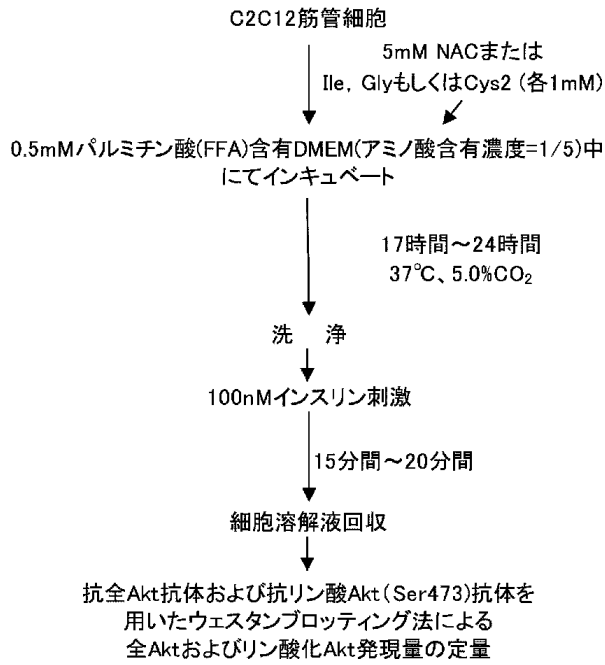 C2C12筋管細胞
5mM NACまたは
Ile, GlyもしくはCys2 (各1mM)
0.5mMパルミチン酸(FFA)含有DMEM(アミノ酸含有濃度=1/5)中
にてインキュベート
17時間~24時間
37℃、5.0%CO₂
洗 浄
100nMインスリン刺激
15分間~20分間
細胞溶解液回収
抗全Akt抗体および抗リン酸Akt(Ser473)抗体を
用いたウェスタンブロッティング法による
全Aktおよびリン酸化Akt発現量の定量